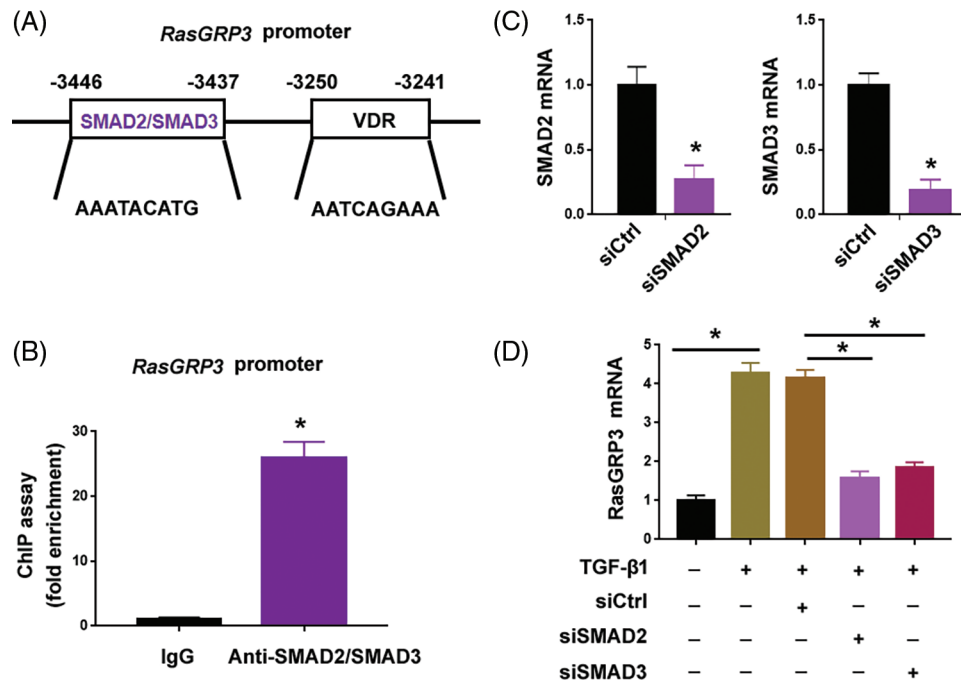 (A)
RasGRP3 promoter
-3446 -3437 -3250 -3241
SMAD2/SMAD3 VDR
AAATACATG AATCAGAAA
(B)
RasGRP3 promoter
ChIP assay
(fold enrichment)
30
20
10
0
*
IgG Anti-SMAD2/SMAD3
(C)
SMAD2 mRNA
1.5
1.0
0.5
0.0
*
siCtrl
siSMAD2
SMAD3 mRNA
1.5
1.0
0.5
0.0
*
siCtrl
siSMAD3
(D)
RasGRP3 mRNA
5
4
3
2
1
0
*
*
*
TGF-β1 – + + + +
siCtrl – – + – –
siSMAD2 – – – + –
siSMAD3 – – – – +